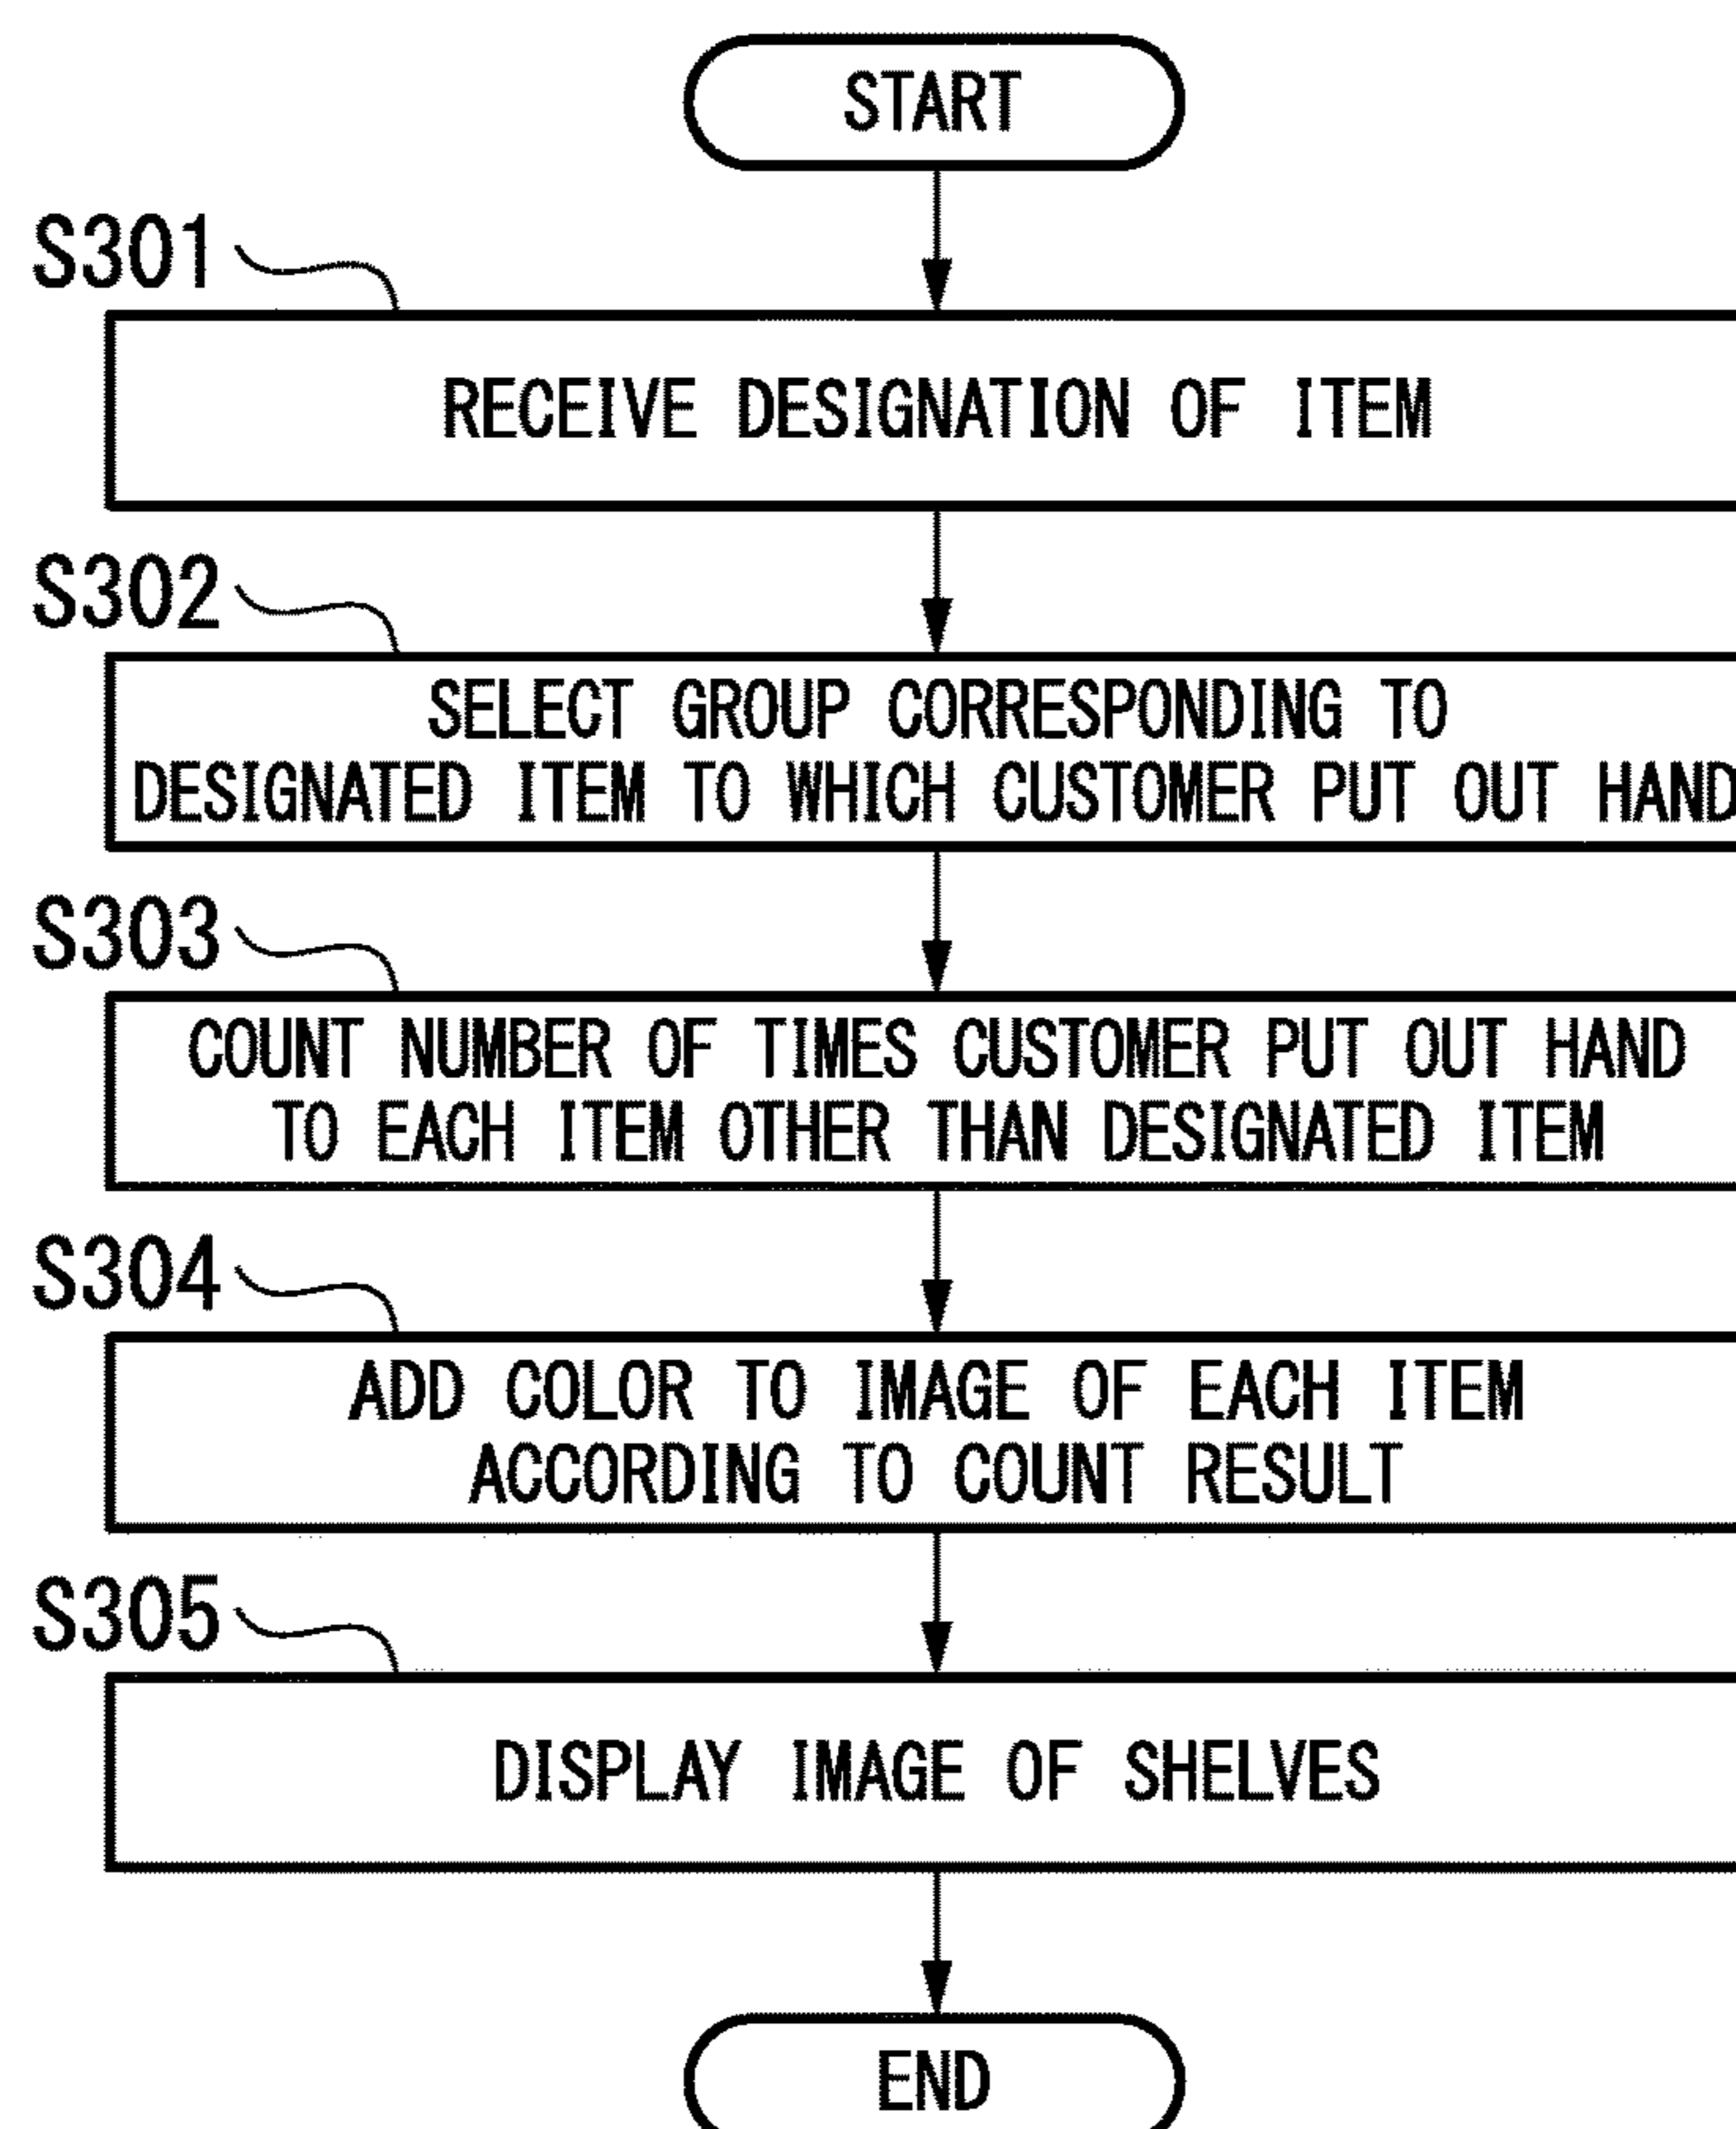 START
S301
RECEIVE DESIGNATION OF ITEM
S302
SELECT GROUP CORRESPONDING TO
DESIGNATED ITEM TO WHICH CUSTOMER PUT OUT HAND
S303
COUNT NUMBER OF TIMES CUSTOMER PUT OUT HAND
TO EACH ITEM OTHER THAN DESIGNATED ITEM
S304
ADD COLOR TO IMAGE OF EACH ITEM
ACCORDING TO COUNT RESULT
S305
DISPLAY IMAGE OF SHELVES
END